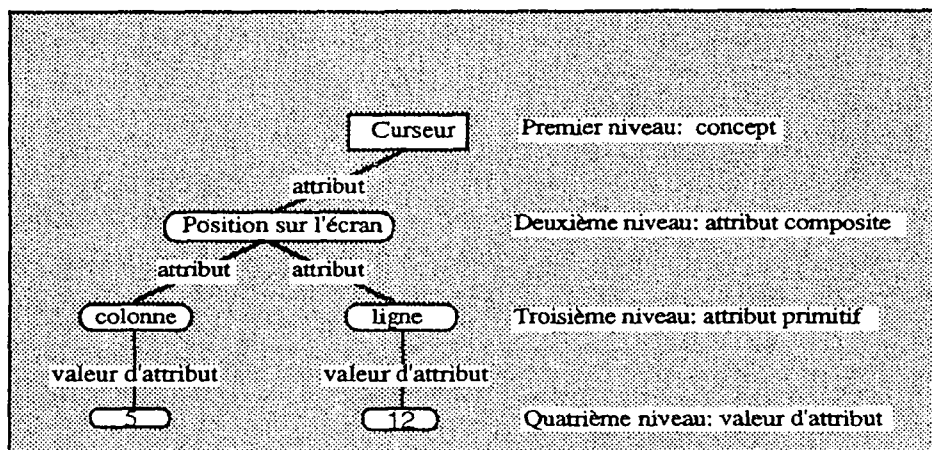 Curseur Premier niveau: concept
attribut
Position sur l'écran Deuxième niveau: attribut composite
attribut attribut
colonne ligne Troisième niveau: attribut primitif
valeur d'attribut valeur d'attribut
5 12 Quatrième niveau: valeur d'attribut